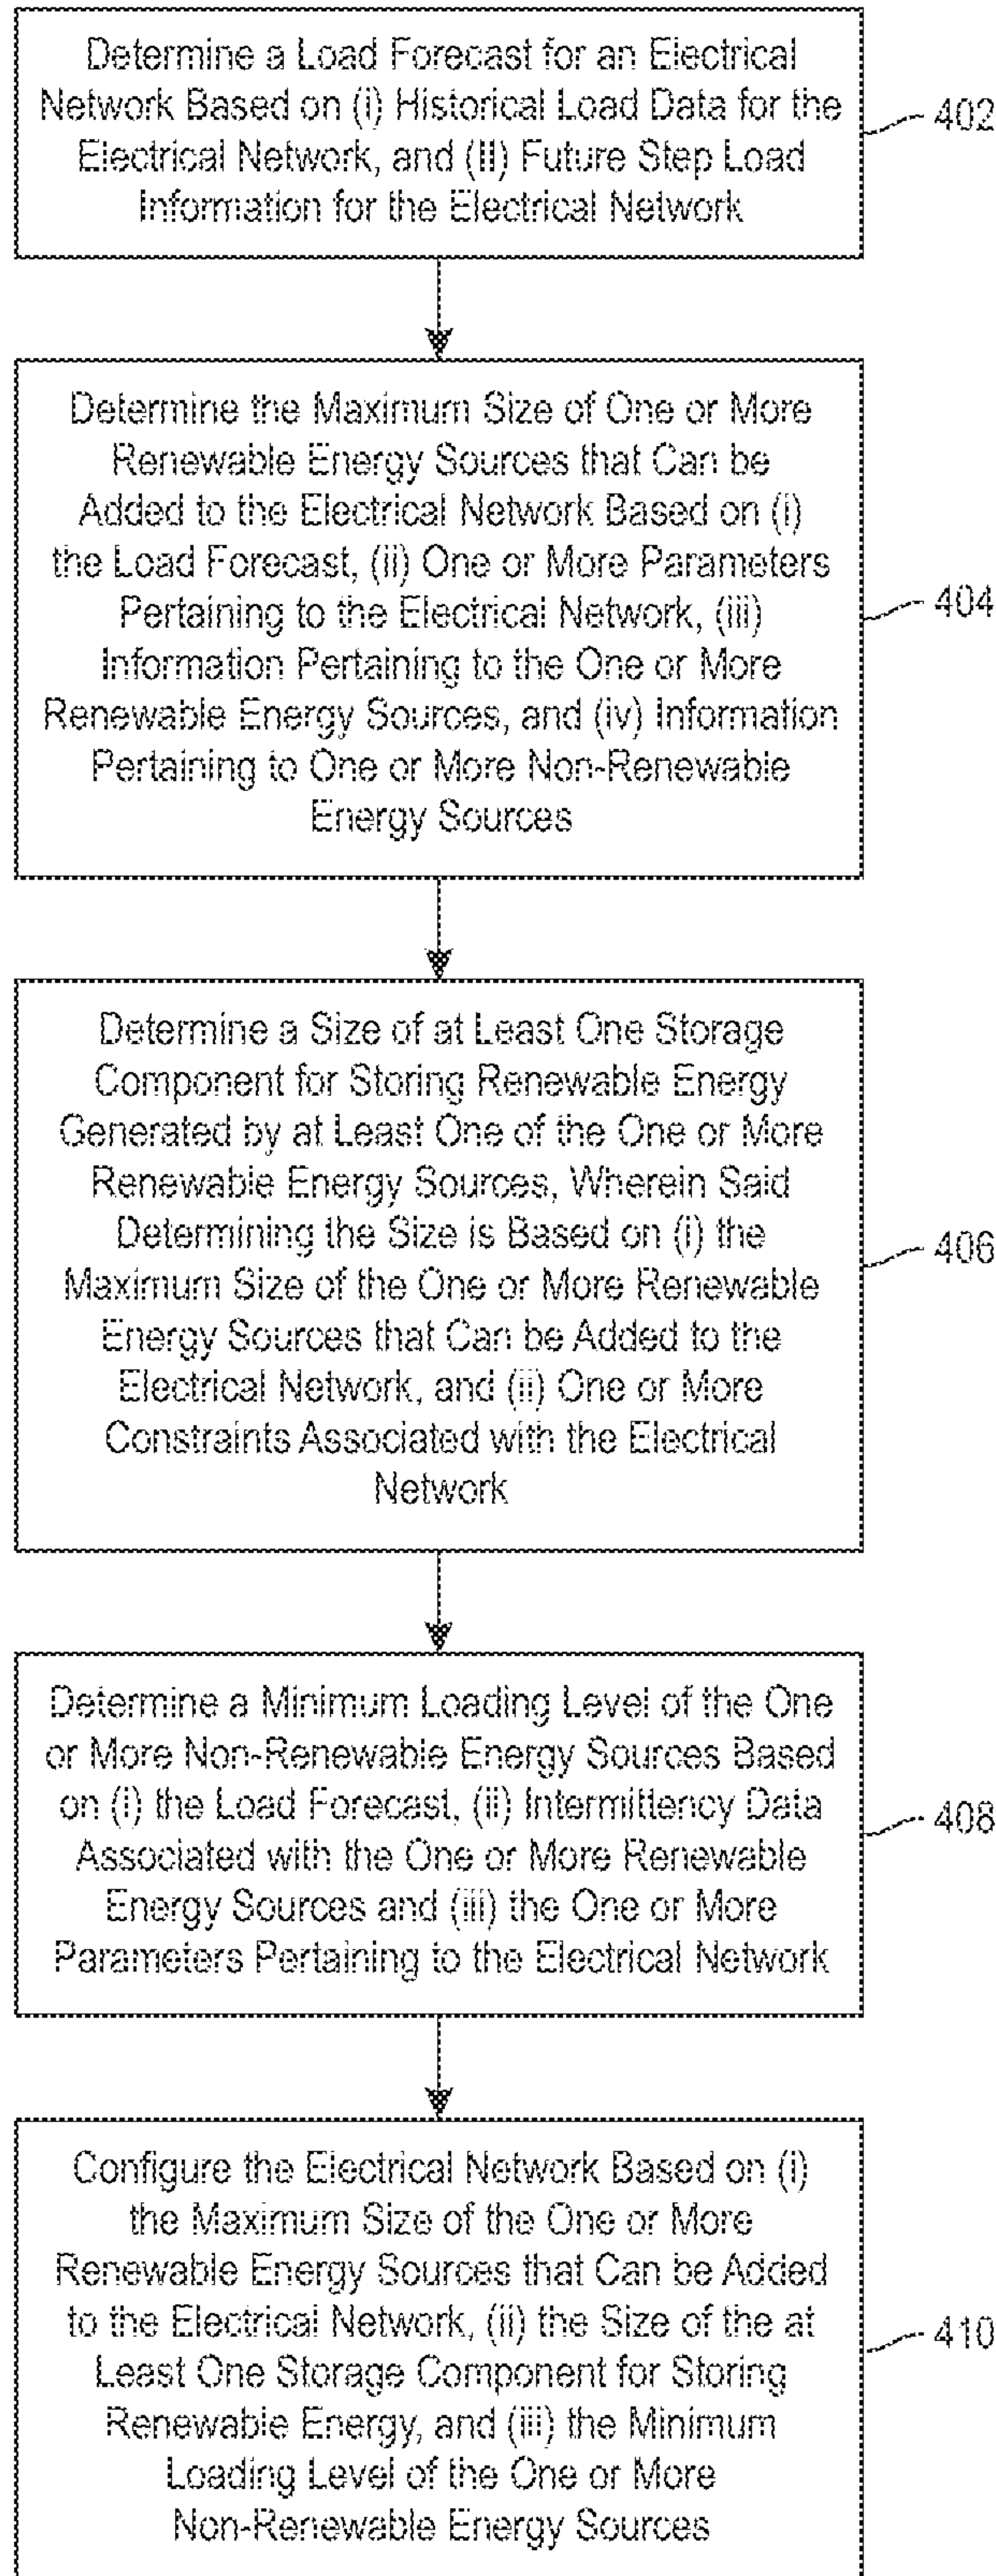 Determine a Load Forecast for an Electrical
Network Based on (i) Historical Load Data for the
Electrical Network, and (II) Future Step Load
Information for the Electrical Network
402
Determine the Maximum Size of One or More
Renewable Energy Sources that Can be
Added to the Electrical Network Based on (i)
the Load Forecast, (ii) One or More Parameters
Pertaining to the Electrical Network, (iii)
Information Pertaining to the One or More
Renewable Energy Sources, and (iv) Information
Pertaining to One or More Non-Renewable
Energy Sources
404
Determine a Size of at Least One Storage
Component for Storing Renewable Energy
Generated by at Least One of the One or More
Renewable Energy Sources, Wherein Said
Determining the Size is Based on (i) the
Maximum Size of the One or More Renewable
Energy Sources that Can be Added to the
Electrical Network, and (ii) One or More
Constraints Associated with the Electrical
Network
406
Determine a Minimum Loading Level of the One
or More Non-Renewable Energy Sources Based
on (i) the Load Forecast, (ii) Intermittency Data
Associated with the One or More Renewable
Energy Sources and (iii) the One or More
Parameters Pertaining to the Electrical Network
408
Configure the Electrical Network Based on (i)
the Maximum Size of the One or More
Renewable Energy Sources that Can be Added
to the Electrical Network, (ii) the Size of the at
Least One Storage Component for Storing
Renewable Energy, and (iii) the Minimum
Loading Level of the One or More
Non-Renewable Energy Sources
410